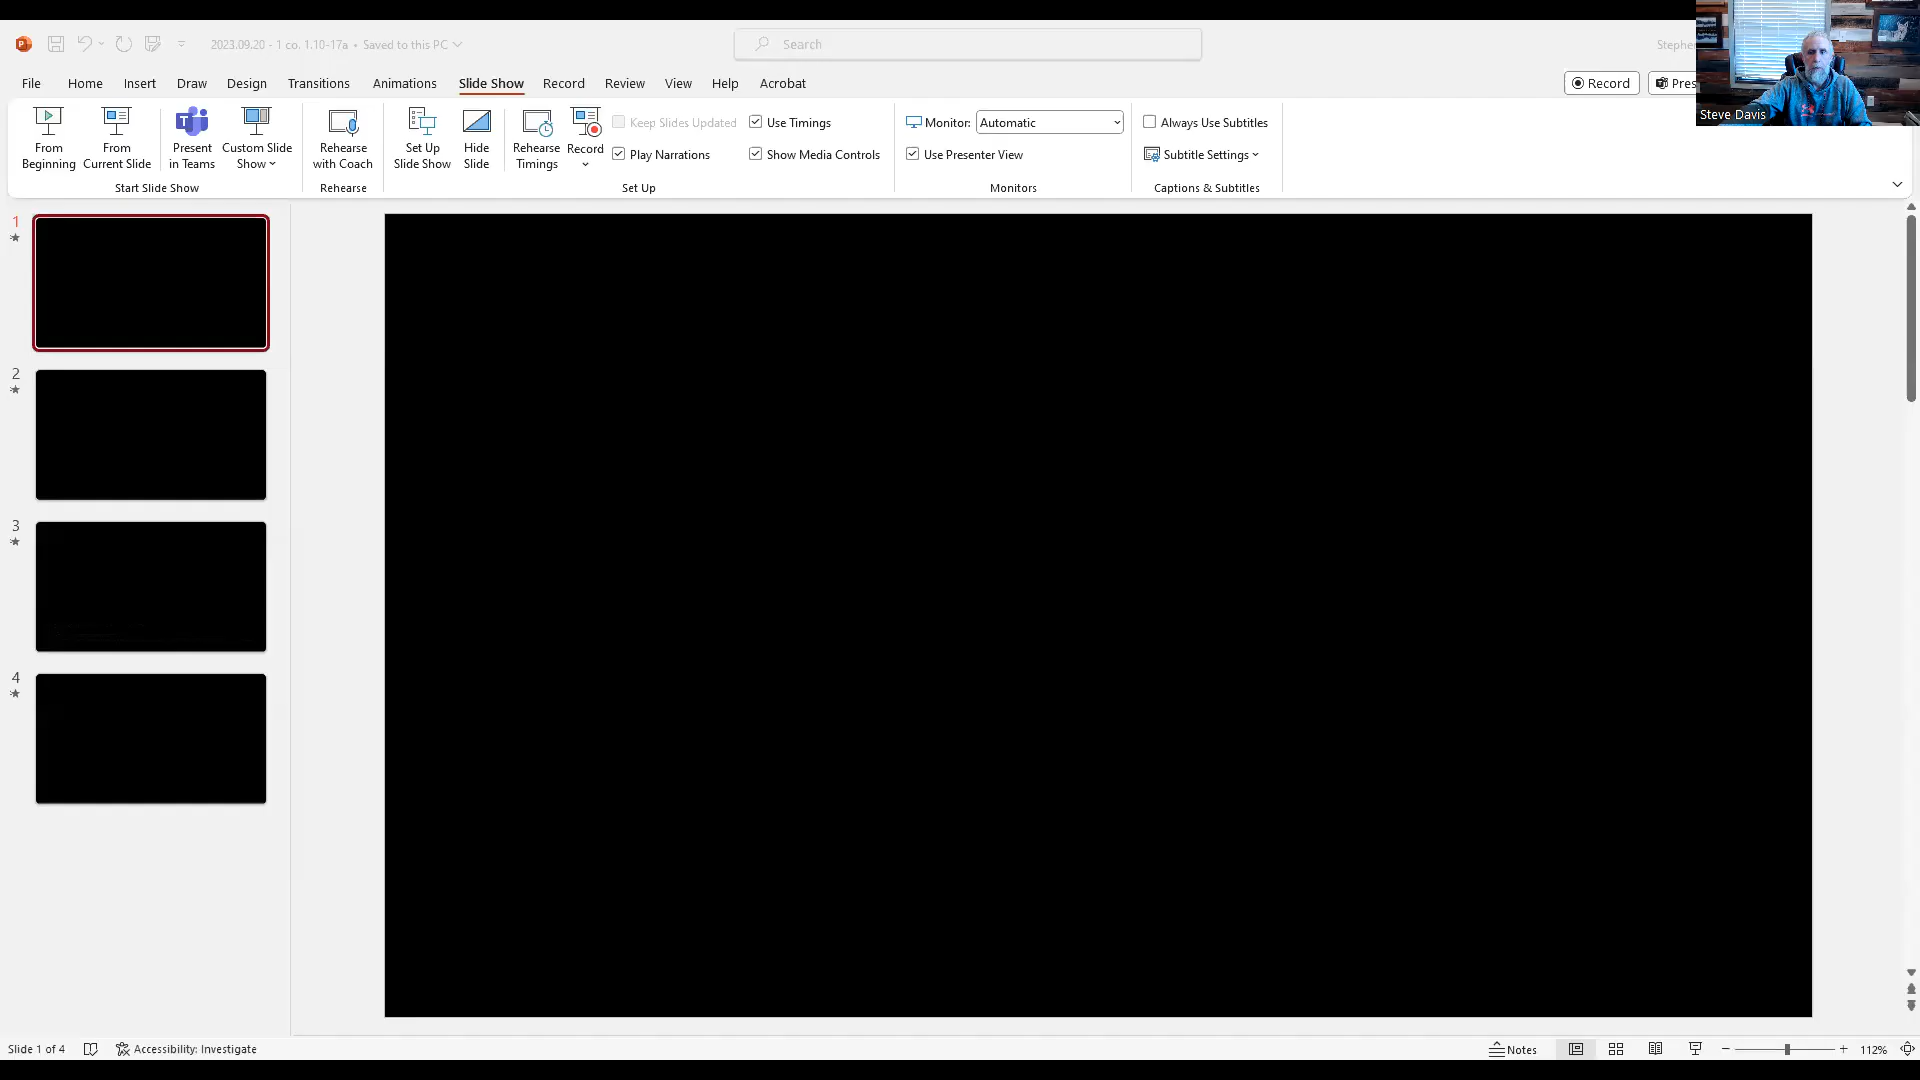 2023.09.20 - 1 co. 1.10-17a • Saved to this PC
Search
Steve Davis
File Home Insert Draw Design Transitions Animations Slide Show Record Review View Help Acrobat Record
From Beginning
From Current Slide
Present in Teams
Custom Slide Show
Start Slide Show
Rehearse with Coach
Rehearse
Set Up Slide Show
Hide Slide
Rehearse Timings
Record
Keep Slides Updated
Use Timings
Play Narrations
Show Media Controls
Set Up
Monitor: Automatic
Use Presenter View
Monitors
Always Use Subtitles
Subtitle Settings
Captions & Subtitles
1
2
3
4
Slide 1 of 4 Accessibility: Investigate Notes 112%